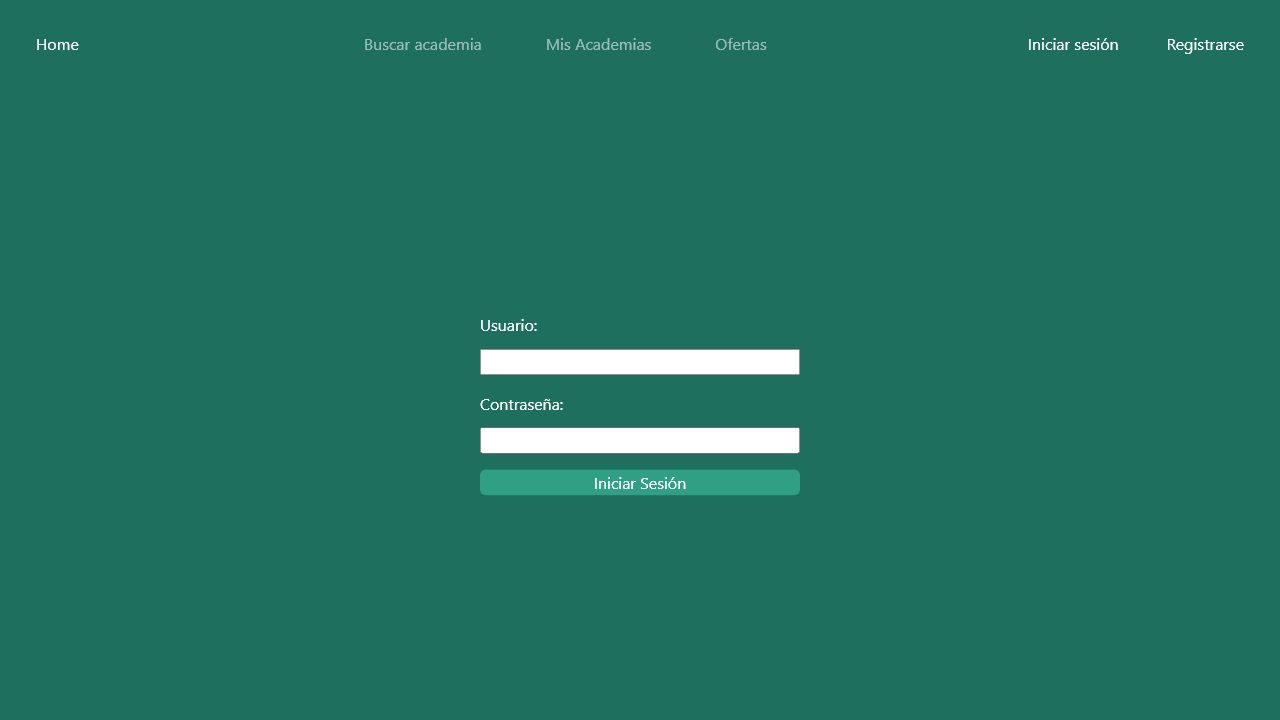 Home Buscar academia Mis Academias Ofertas Iniciar sesión Registrarse
Usuario:
Contraseña:
Iniciar Sesión